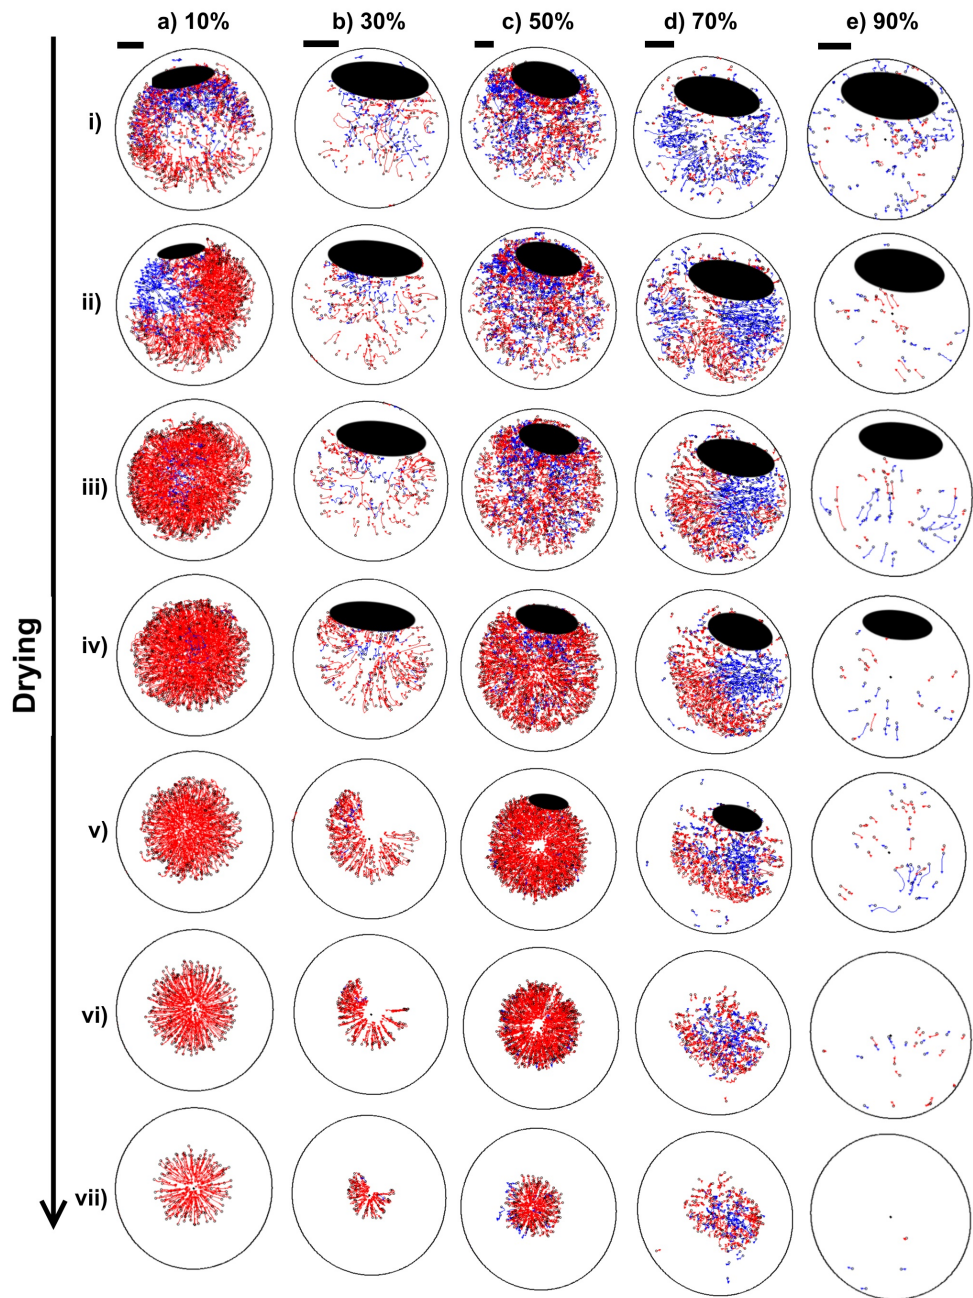 a) 10% b) 30% c) 50% d) 70% e) 90%
i)
ii)
iii)
iv)
v)
vi)
vii)
Drying